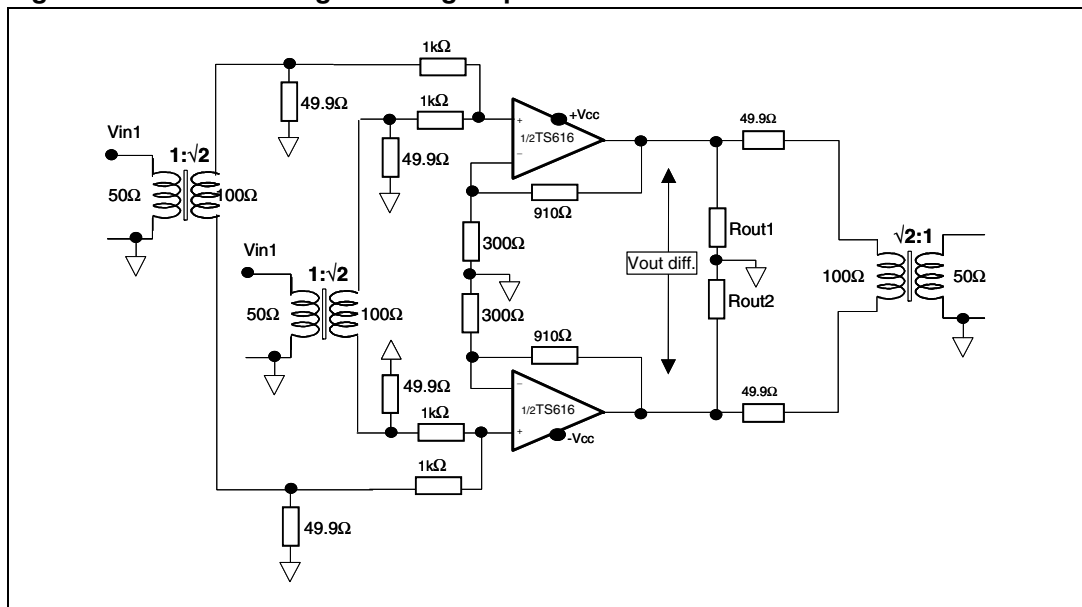 1kΩ
49.9Ω
1kΩ
+Vcc
+
1/2TS616
_
49.9Ω
Vin1
1:√2
49.9Ω
50Ω
100Ω
910Ω
300Ω
Rout1
Vin1
Vout diff.
√2:1
1:√2
100Ω
50Ω
50Ω
100Ω
300Ω
Rout2
910Ω
49.9Ω
_
1/2TS616
49.9Ω
1kΩ
+
-Vcc
1kΩ
49.9Ω